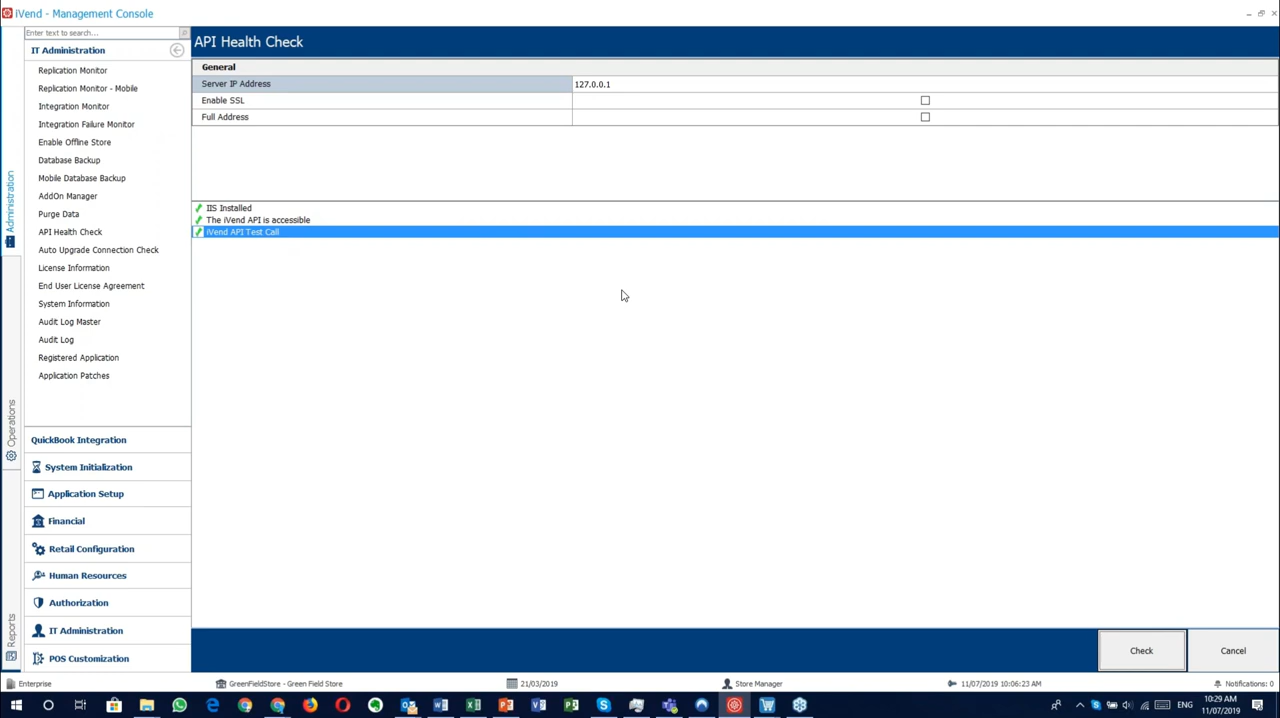 iVend - Management Console
Enter text to search...
IT Administration
Replication Monitor
Replication Monitor - Mobile
Integration Monitor
Integration Failure Monitor
Enable Offline Store
Database Backup
Mobile Database Backup
AddOn Manager
Purge Data
API Health Check
Auto Upgrade Connection Check
License Information
End User License Agreement
System Information
Audit Log Master
Audit Log
Registered Application
Application Patches
QuickBook Integration
System Initialization
Application Setup
Financial
Retail Configuration
Human Resources
Authorization
IT Administration
POS Customization
Administration
Operations
Reports
API Health Check
General
Server IP Address 127.0.0.1
Enable SSL
Full Address
IIS Installed
The iVend API is accessible
iVend API Test Call
Check Cancel
Enterprise GreenFieldStore - Green Field Store 21/03/2019 Store Manager 11/07/2019 10:06:23 AM Notifications: 0
ENG 10:29 AM
11/07/2019